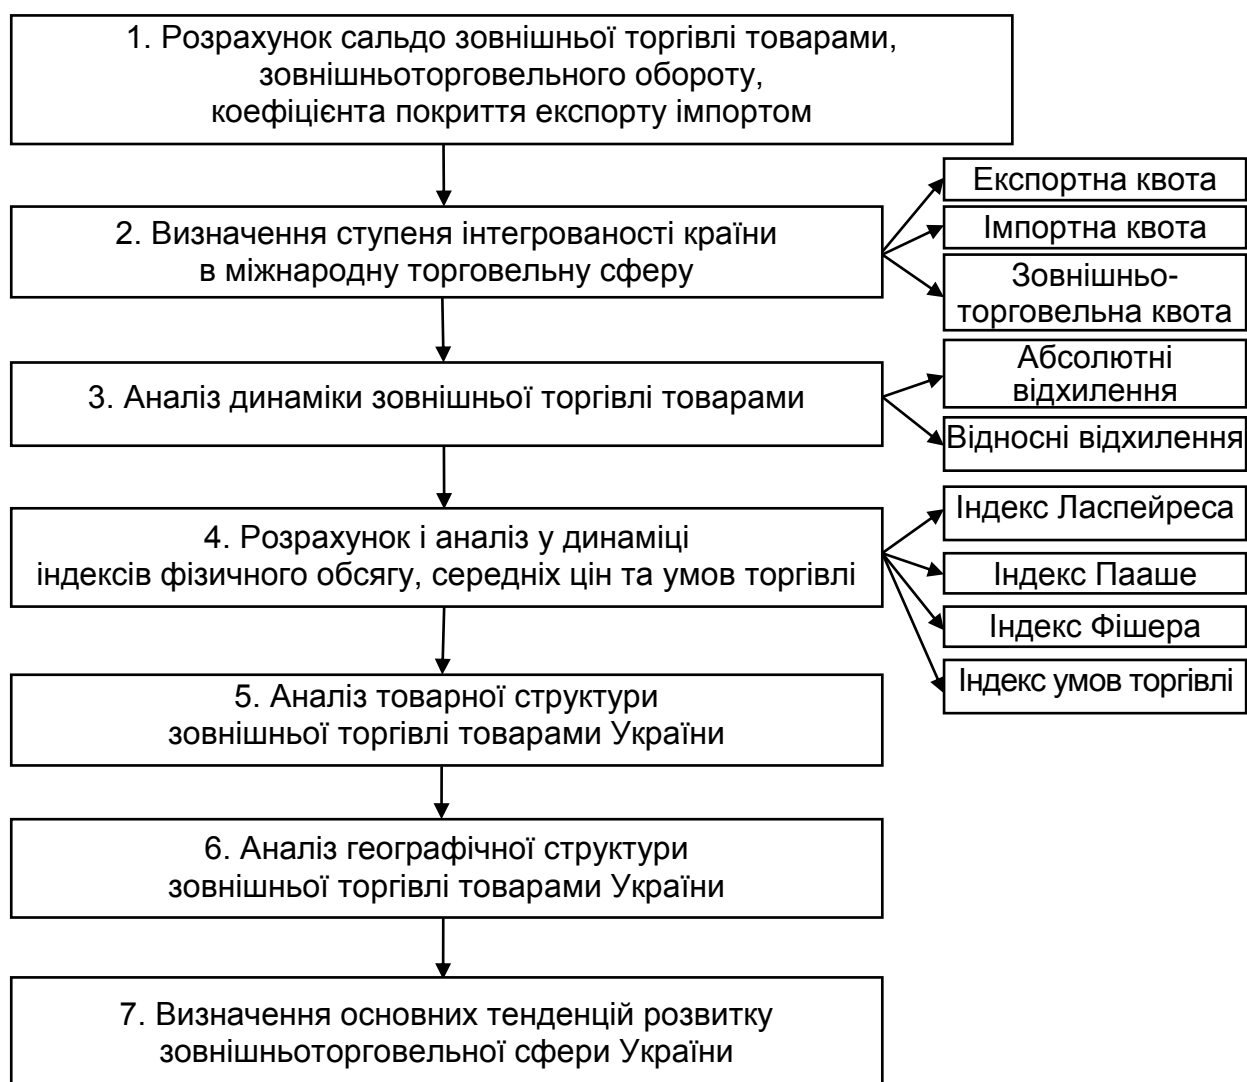 1. Розрахунок сальдо зовнішньої торгівлі товарами,
зовнішньоторговельного обороту,
коефіцієнта покриття експорту імпортом
2. Визначення ступеня інтегрованості країни
в міжнародну торговельну сферу
Експортна квота
Імпортна квота
Зовнішньо-
торговельна квота
3. Аналіз динаміки зовнішньої торгівлі товарами
Абсолютні
відхилення
Відносні відхилення
4. Розрахунок і аналіз у динаміці
індексів фізичного обсягу, середніх цін та умов торгівлі
Індекс Ласпейреса
Індекс Пааше
Індекс Фішера
Індекс умов торгівлі
5. Аналіз товарної структури
зовнішньої торгівлі товарами України
6. Аналіз географічної структури
зовнішньої торгівлі товарами України
7. Визначення основних тенденцій розвитку
зовнішньоторговельної сфери України